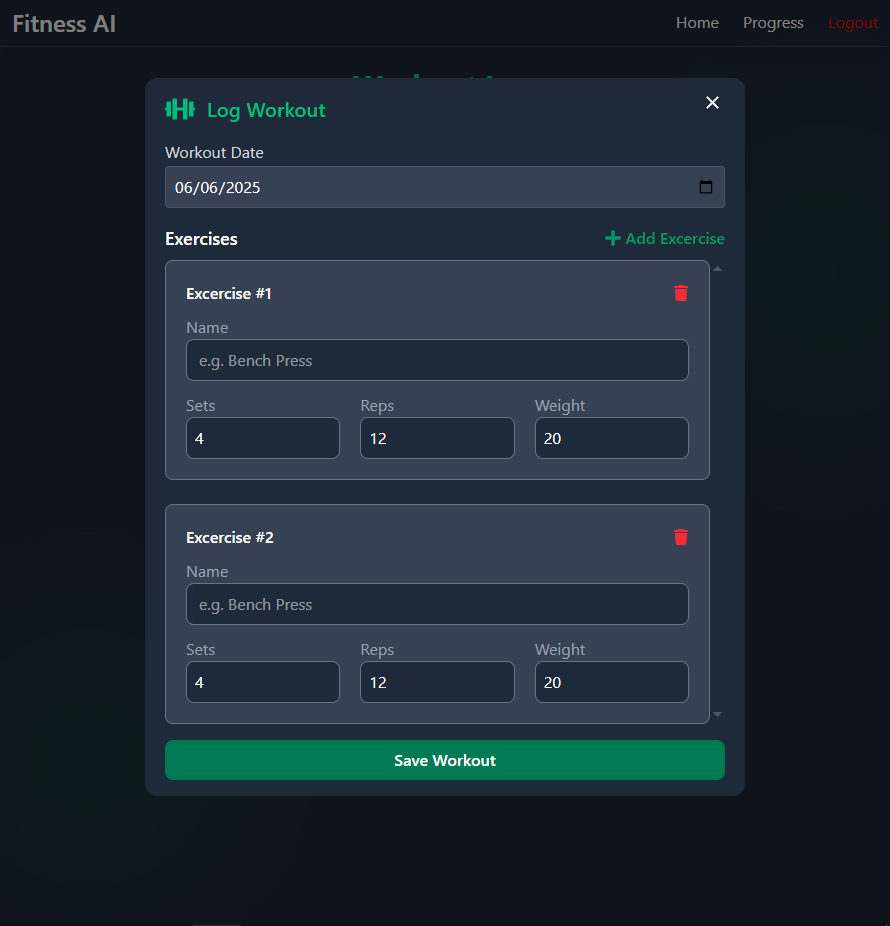 Fitness AI
Home Progress Logout
Log Workout
Workout Date
06/06/2025
Exercises
Add Excercise
Excercise #1
Name
e.g. Bench Press
Sets Reps Weight
4 12 20
Excercise #2
Name
e.g. Bench Press
Sets Reps Weight
4 12 20
Save Workout